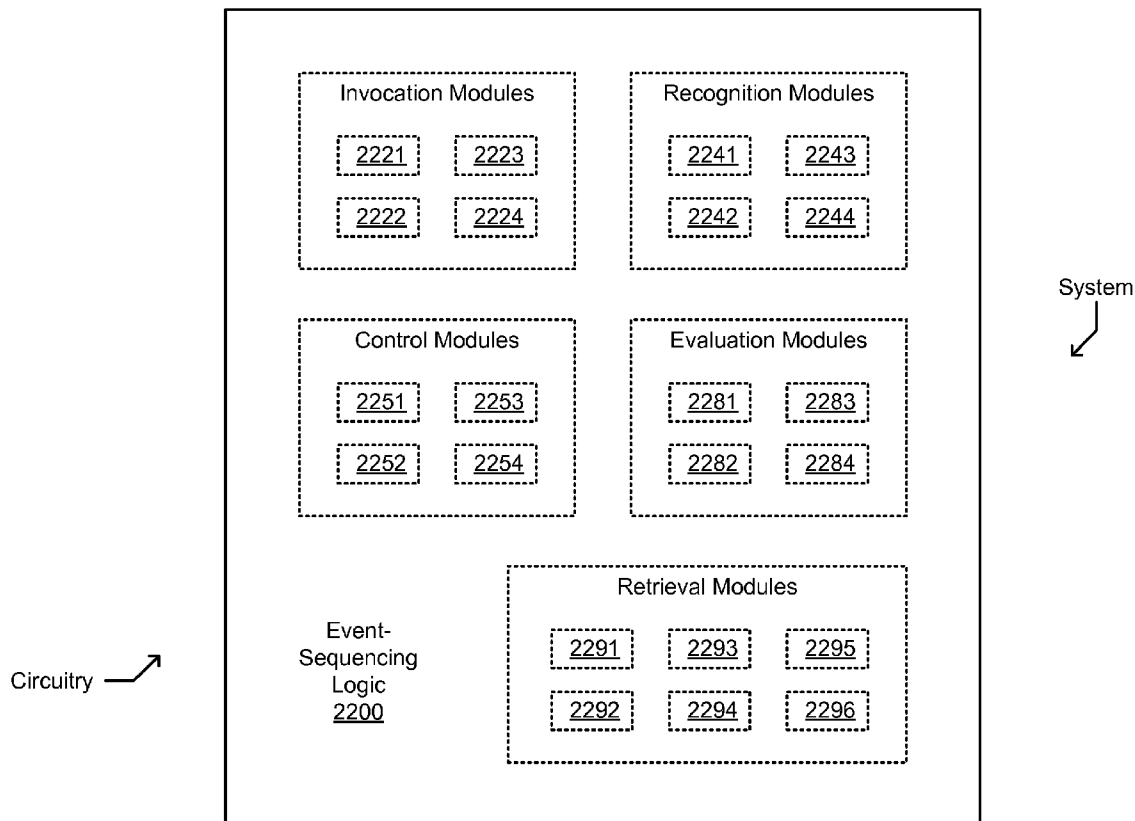 Invocation Modules
2221 2223
2222 2224
Recognition Modules
2241 2243
2242 2244
System
Control Modules
2251 2253
2252 2254
Evaluation Modules
2281 2283
2282 2284
Retrieval Modules
2291 2293 2295
2292 2294 2296
Event-
Sequencing
Logic
2200
Circuitry